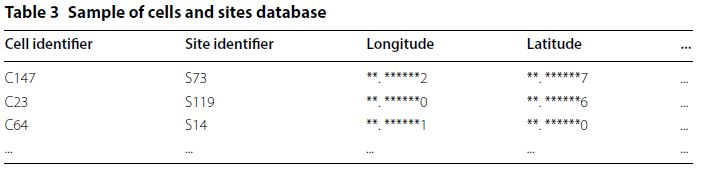 Table 3 Sample of cells and sites database
Cell identifier Site identifier Longitude Latitude ...
C147 S73 **. ******2 **. ******7 ...
C23 S119 **. ******0 **. ******6 ...
C64 S14 **. ******1 **. ******0 ...
... ... ... ... ...